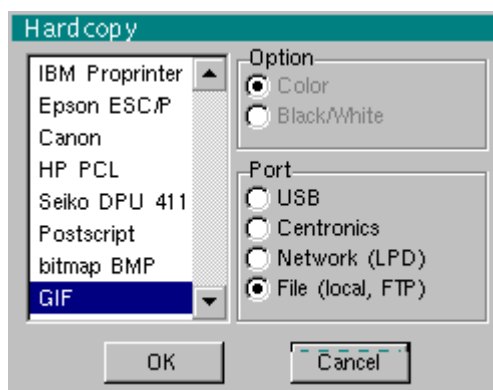 Hardcopy
IBM Proprinter
Epson ESC/P
Canon
HP PCL
Seiko DPU 411
Postscript
bitmap BMP
GIF
Option
Color
Black/White
Port
USB
Centronics
Network (LPD)
File (local, FTP)
OK
Cancel